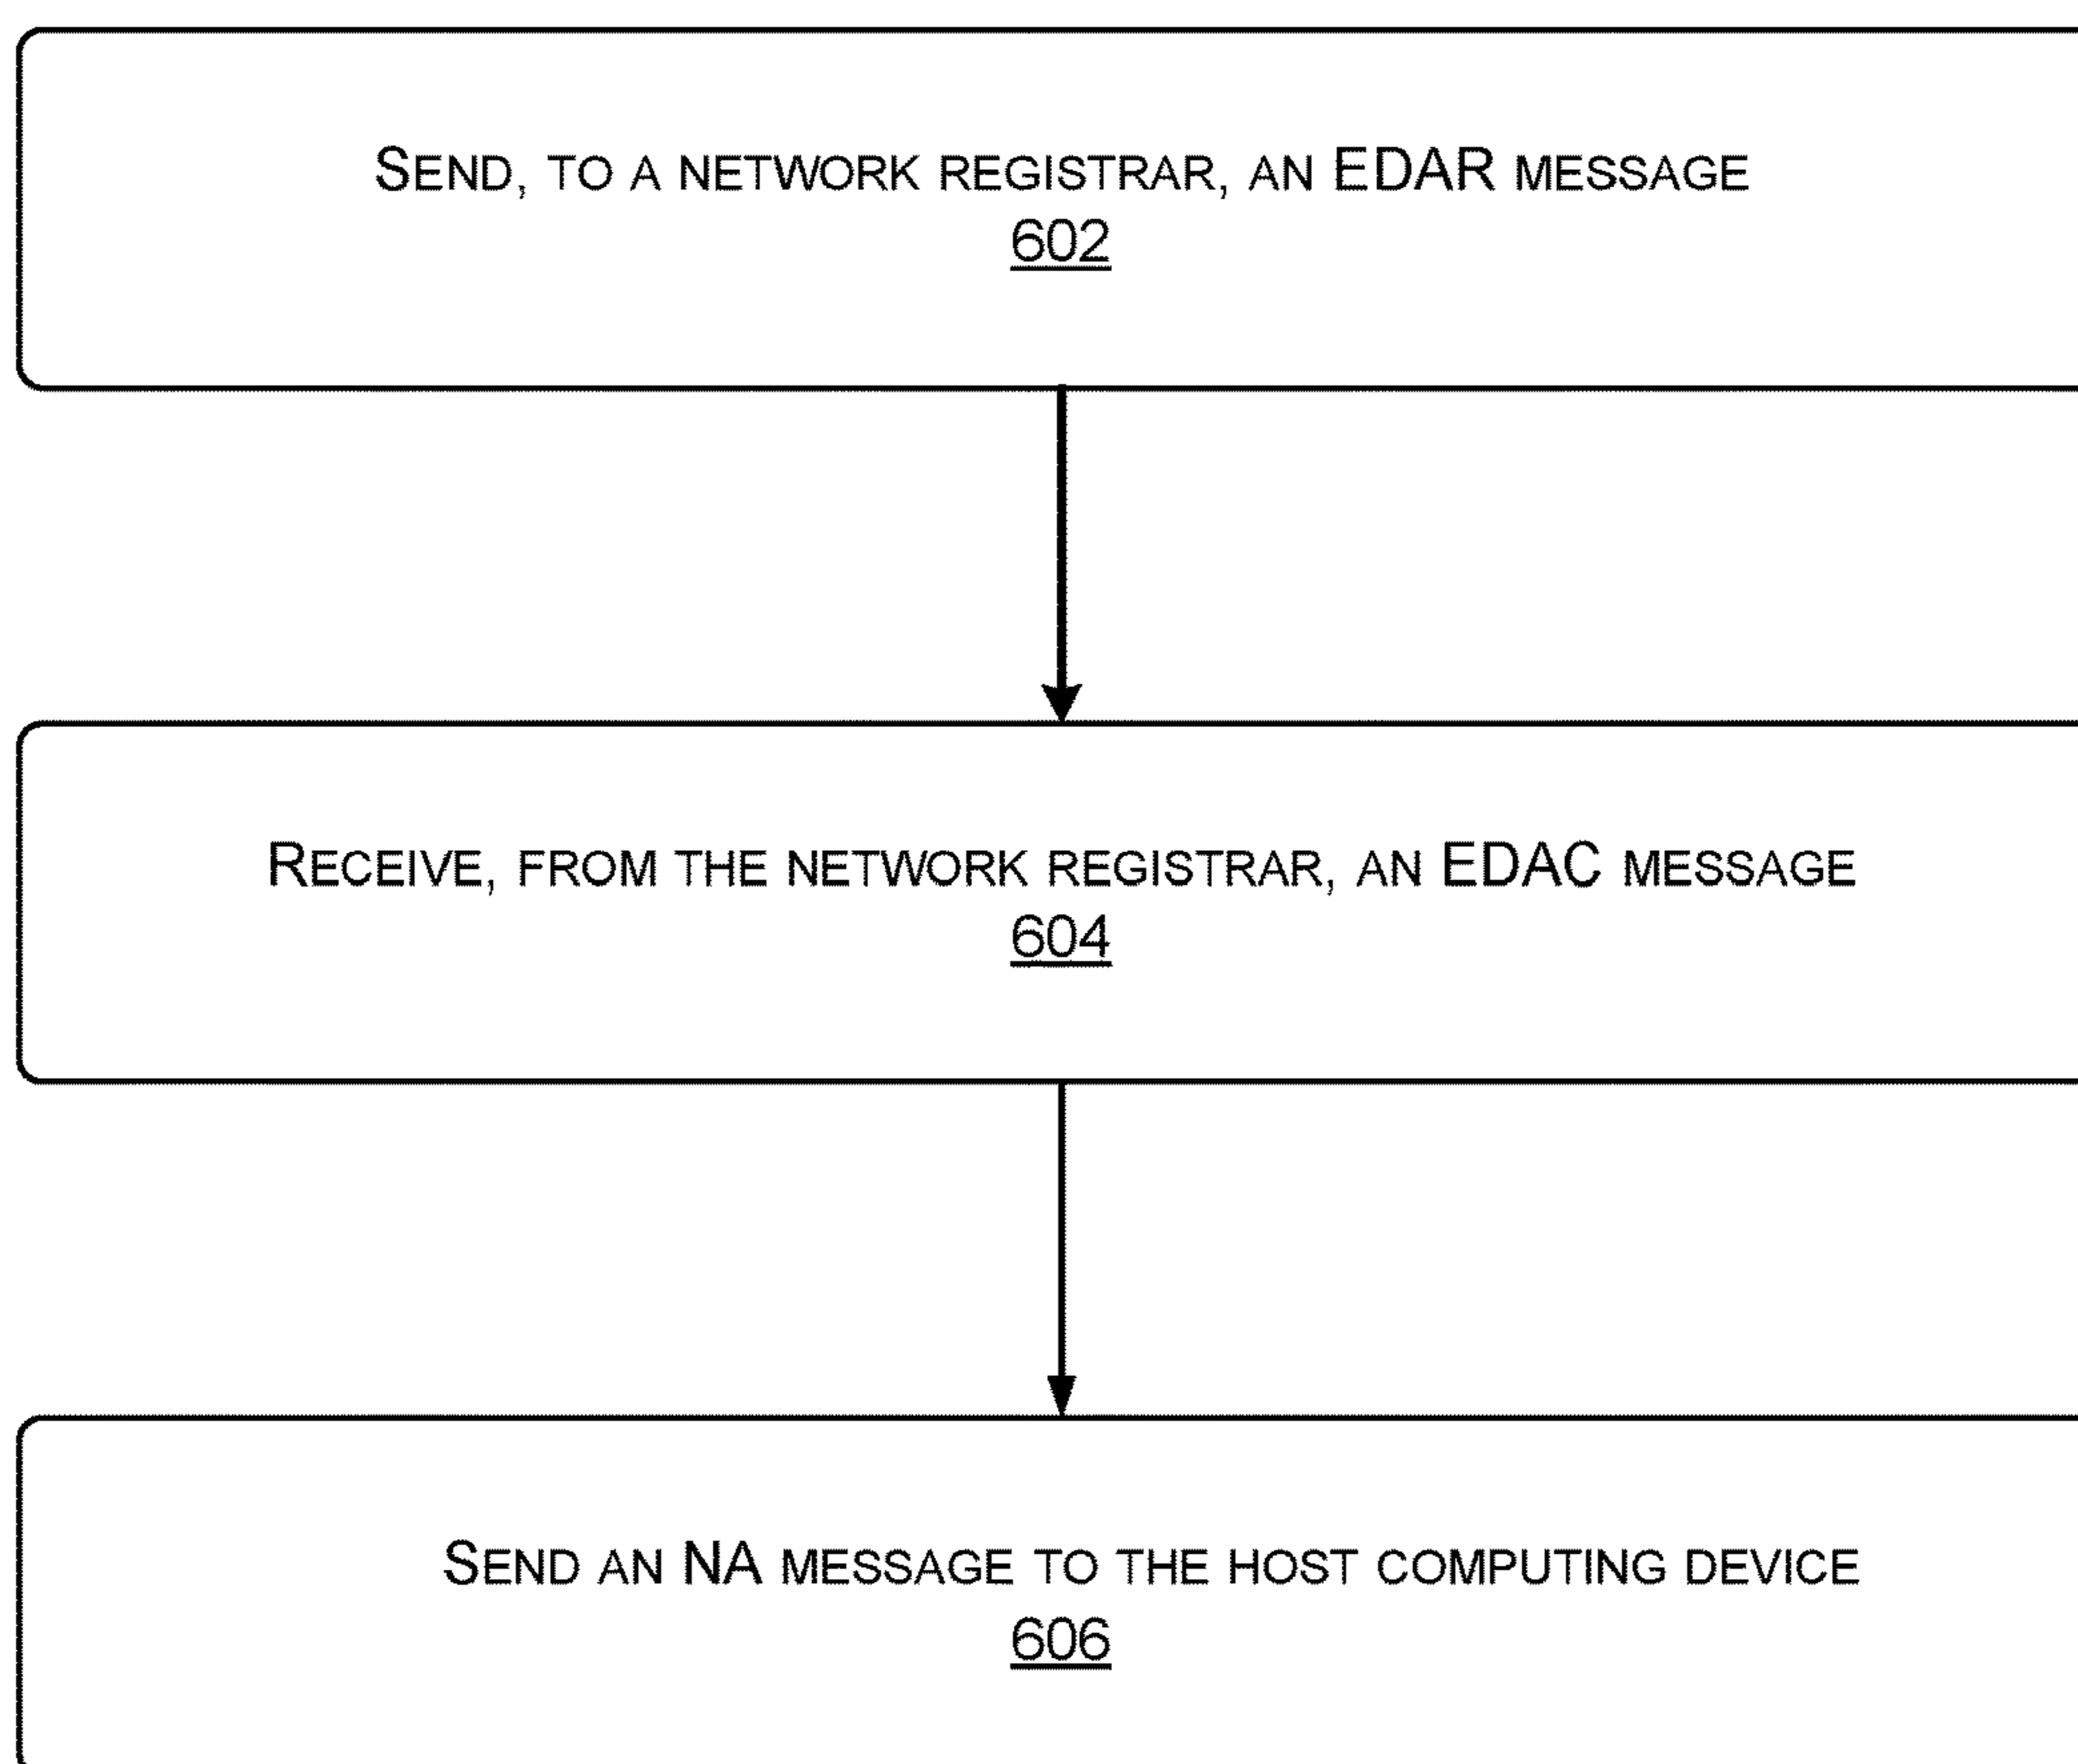 SEND, TO A NETWORK REGISTRAR, AN EDAR MESSAGE
602
RECEIVE, FROM THE NETWORK REGISTRAR, AN EDAC MESSAGE
604
SEND AN NA MESSAGE TO THE HOST COMPUTING DEVICE
606